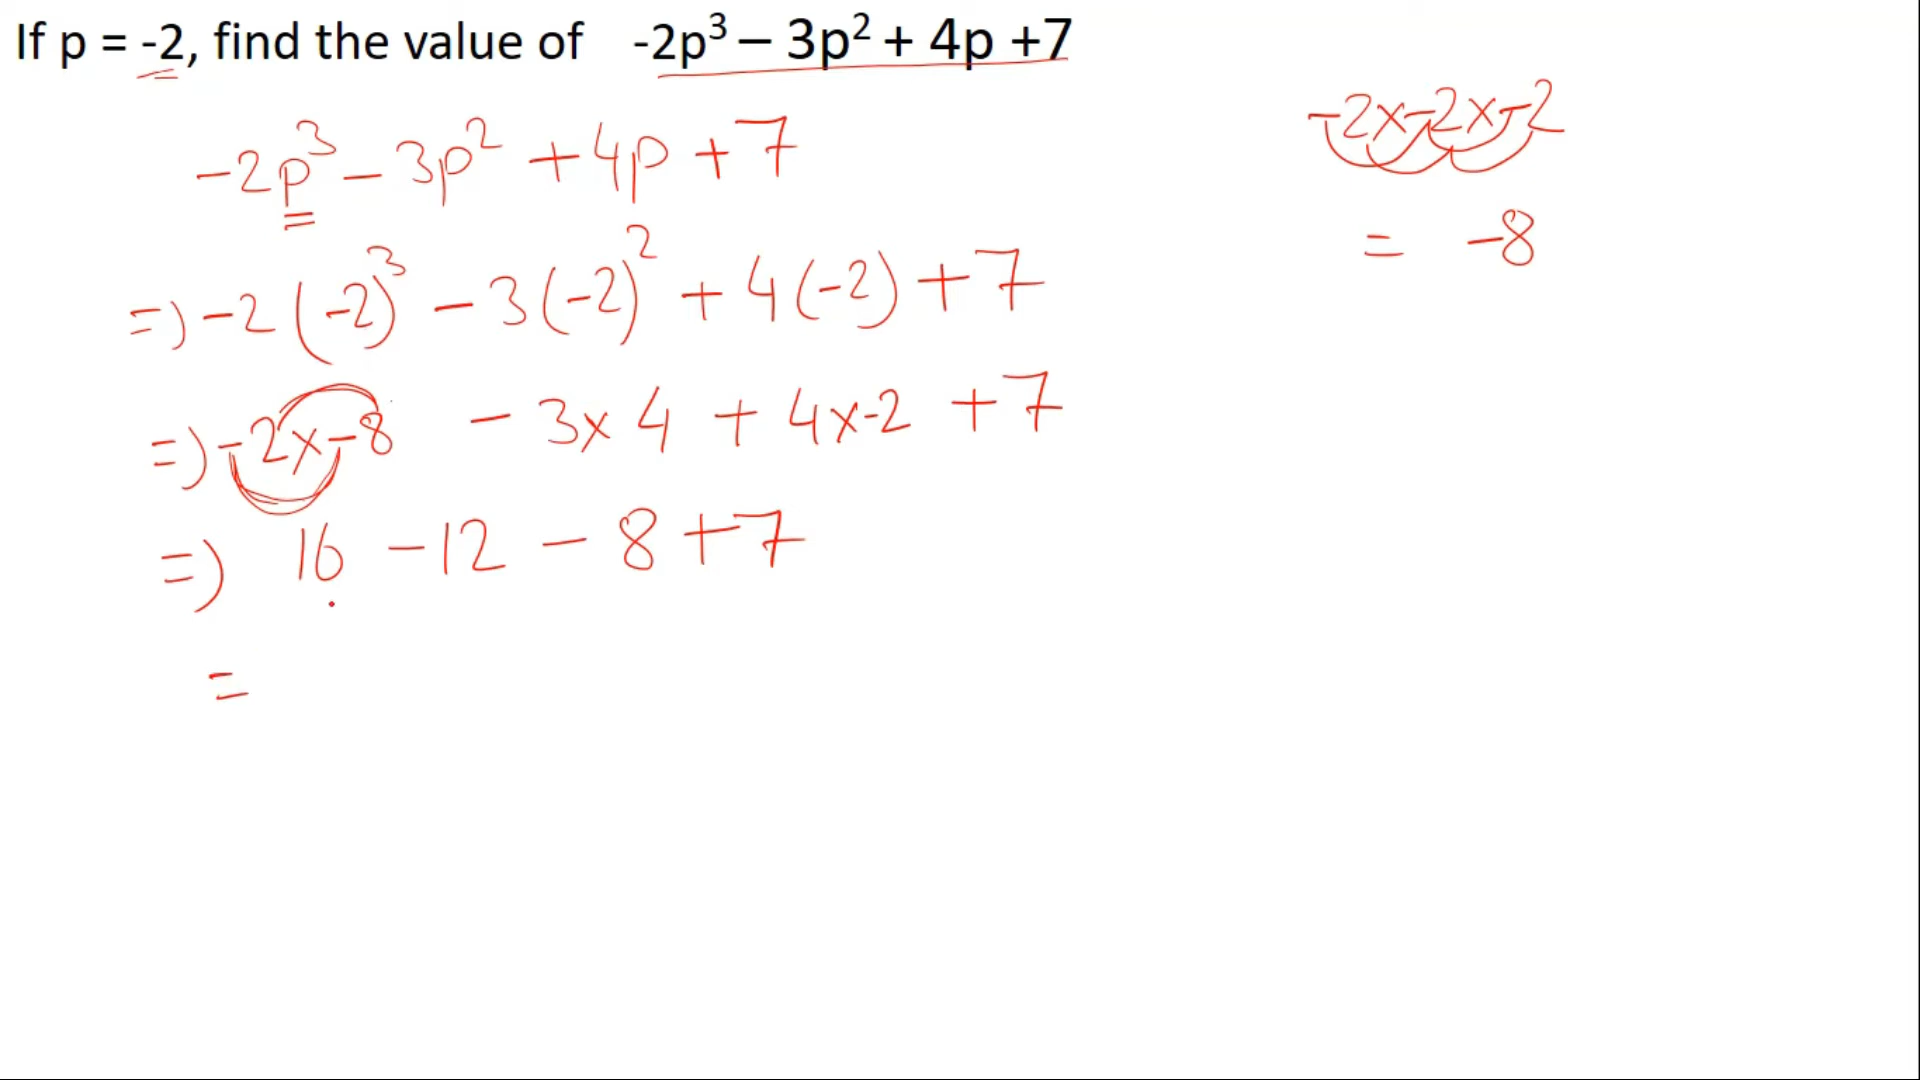 If p = -2, find the value of -2p³ – 3p² + 4p +7
-2p³ - 3p² + 4p + 7
=) -2(-2)³ - 3(-2)² + 4(-2) + 7
=) -2x-8 - 3x4 + 4x-2 + 7
=) 16 - 12 - 8 + 7
=
-2x-2x-2
= -8